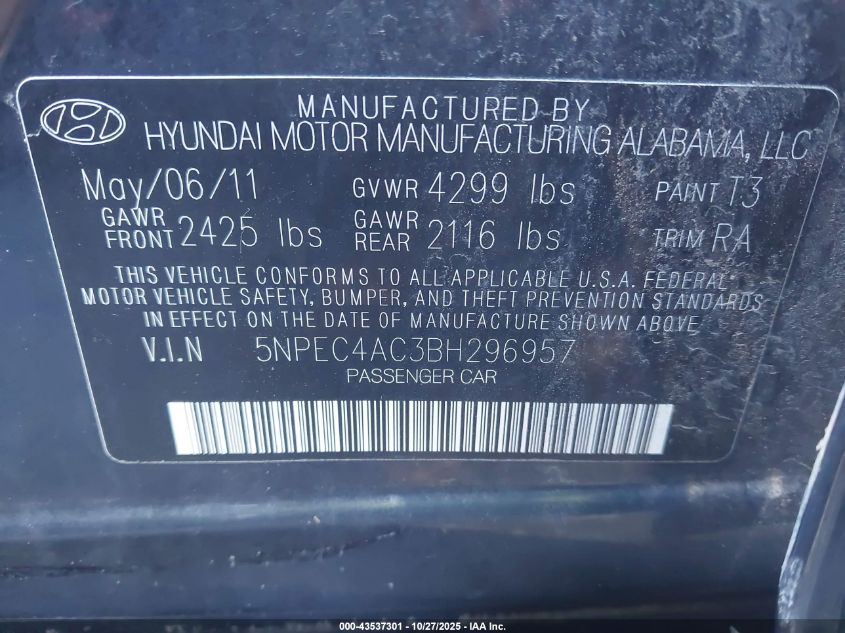 MANUFACTURED BY
HYUNDAI MOTOR MANUFACTURING ALABAMA, LLC
May/06/11 GVWR 4299 lbs PAINT T3
GAWR FRONT 2425 lbs GAWR REAR 2116 lbs TRIM RA
THIS VEHICLE CONFORMS TO ALL APPLICABLE U.S.A. FEDERAL
MOTOR VEHICLE SAFETY, BUMPER, AND THEFT PREVENTION STANDARDS
IN EFFECT ON THE DATE OF MANUFACTURE SHOWN ABOVE
V.I.N 5NPEC4AC3BH296957
PASSENGER CAR
000-43537301 - 10/27/2025 - IAA Inc.